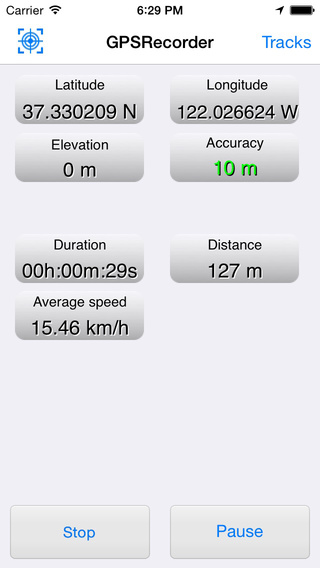 Carrier 6:29 PM
GPSRecorder Tracks
Latitude Longitude
37.330209 N 122.026624 W
Elevation Accuracy
0 m 10 m
Duration Distance
00h:00m:29s 127 m
Average speed
15.46 km/h
Stop Pause